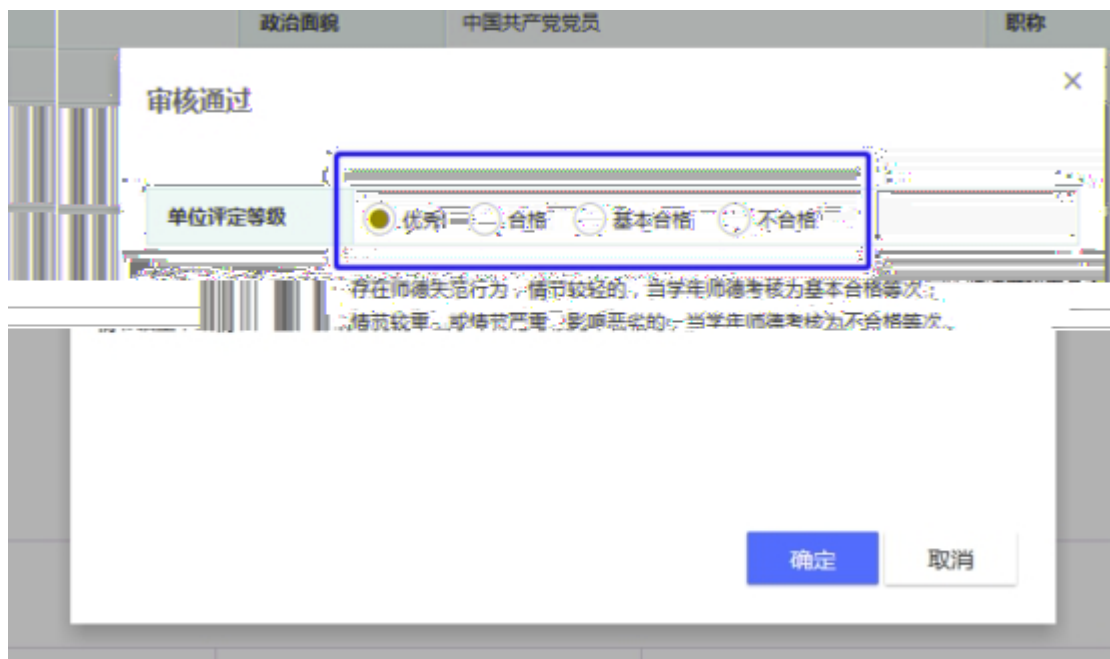 政治面貌 中国共产党党员 职称
审核通过
单位评定等级 优秀 合格 基本合格 不合格
存在师德失范行为，情节较轻的，当学年师德考核为基本合格等次；
情节较重、或情节严重、影响恶劣的，当学年师德考核为不合格等次。
确定 取消